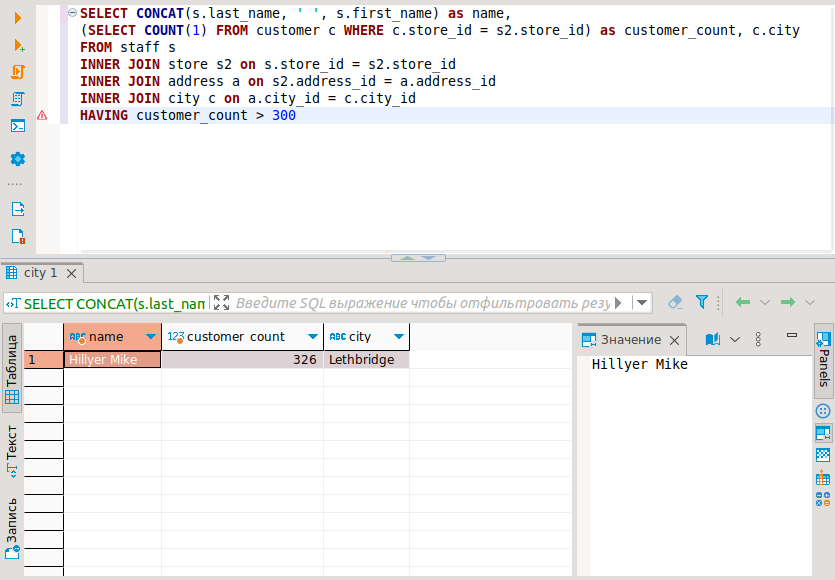 SELECT CONCAT(s.last_name, ' ', s.first_name) as name,
(SELECT COUNT(1) FROM customer c WHERE c.store_id = s2.store_id) as customer_count, c.city
FROM staff s
INNER JOIN store s2 on s.store_id = s2.store_id
INNER JOIN address a on s2.address_id = a.address_id
INNER JOIN city c on a.city_id = c.city_id
HAVING customer_count > 300
city 1
SELECT CONCAT(s.last_nam
Введите SQL выражение чтобы отфильтровать резу
Таблица
Текст
Запись
ABC name 123 customer_count ABC city
1 Hillyer Mike 326 Lethbridge
Значение
Hillyer Mike
Panels